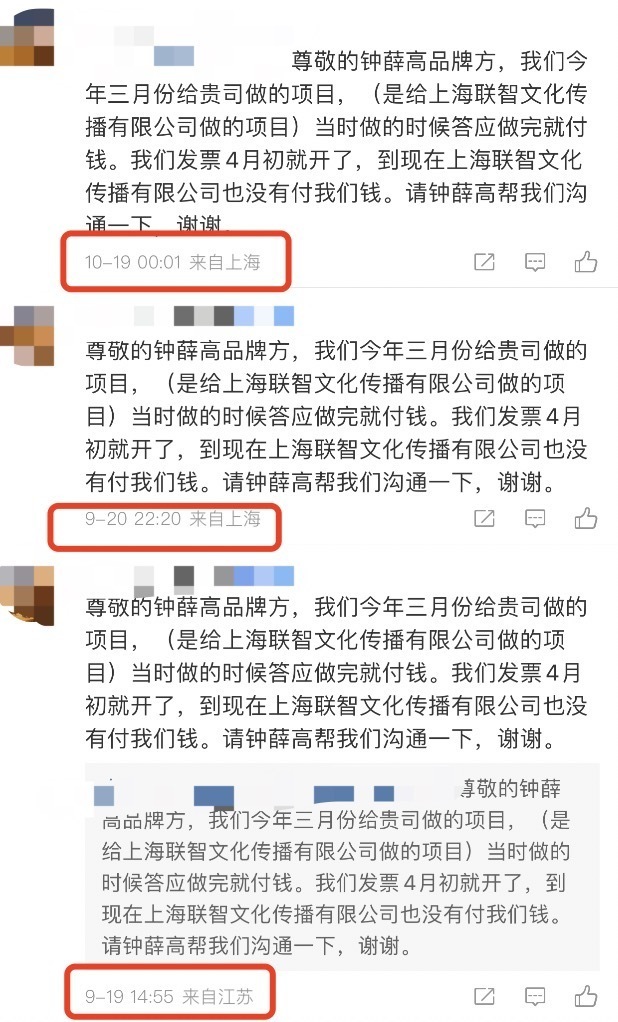 尊敬的钟薛高品牌方，我们今
年三月份给贵司做的项目，（是给上海联智文化传
播有限公司做的项目）当时做的时候答应做完就付
钱。我们发票4月初就开了，到现在上海联智文化
传播有限公司也没有付我们钱。请钟薛高帮我们沟
通一下，谢谢。
10-19 00:01 来自上海
尊敬的钟薛高品牌方，我们今年三月份给贵司做的
项目，（是给上海联智文化传播有限公司做的项
目）当时做的时候答应做完就付钱。我们发票4月
初就开了，到现在上海联智文化传播有限公司也没
有付我们钱。请钟薛高帮我们沟通一下，谢谢。
9-20 22:20 来自上海
尊敬的钟薛高品牌方，我们今年三月份给贵司做的
项目，（是给上海联智文化传播有限公司做的项
目）当时做的时候答应做完就付钱。我们发票4月
初就开了，到现在上海联智文化传播有限公司也没
有付我们钱。请钟薛高帮我们沟通一下，谢谢。
尊敬的钟薛
高品牌方，我们今年三月份给贵司做的项目，（是
给上海联智文化传播有限公司做的项目）当时做的
时候答应做完就付钱。我们发票4月初就开了，到
现在上海联智文化传播有限公司也没有付我们钱。
请钟薛高帮我们沟通一下，谢谢。
9-19 14:55 来自江苏